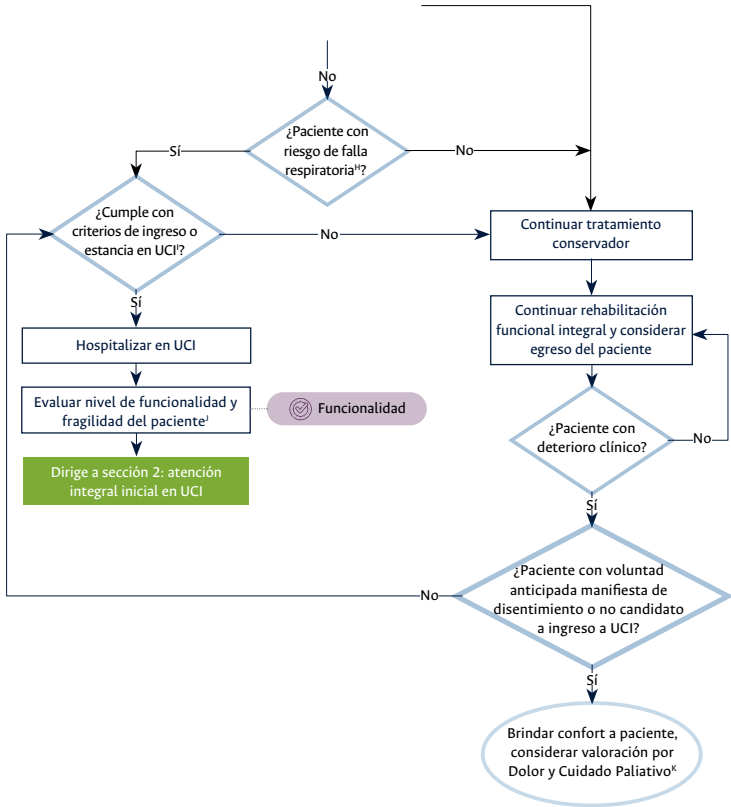 No
¿Paciente con
riesgo de falla
respiratoriaᴴ?
Sí
No
¿Cumple con
criterios de ingreso o
estancia en UCIᴵ?
No
Continuar tratamiento
conservador
Sí
Continuar rehabilitación
funcional integral y considerar
egreso del paciente
Hospitalizar en UCI
Evaluar nivel de funcionalidad y
fragilidad del pacienteᴶ
Funcionalidad
¿Paciente con
deterioro clínico?
No
Dirige a sección 2: atención
integral inicial en UCI
Sí
¿Paciente con voluntad
anticipada manifiesta de
disentimiento o no candidato
a ingreso a UCI?
No
Sí
Brindar confort a paciente,
considerar valoración por
Dolor y Cuidado Paliativoᴷ